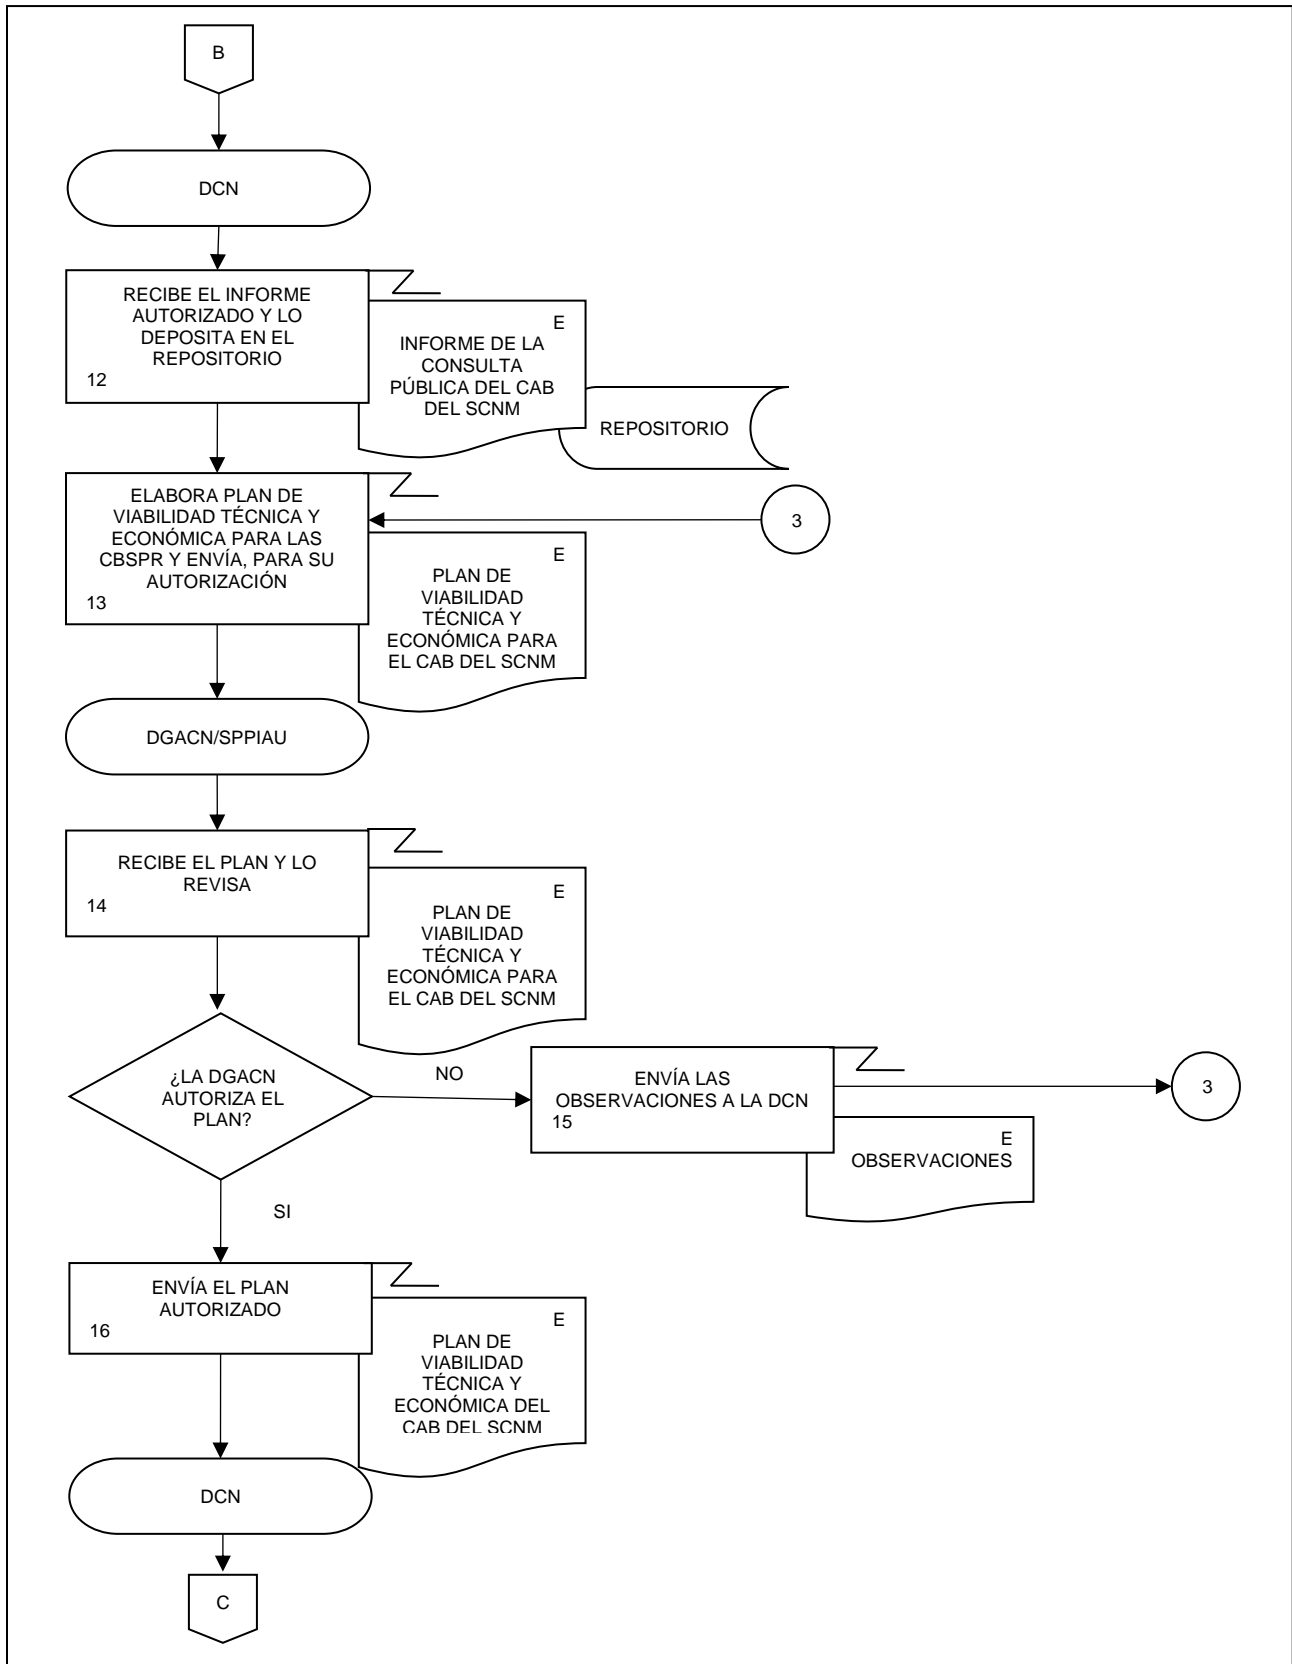 B
DCN
RECIBE EL INFORME
AUTORIZADO Y LO
DEPOSITA EN EL
REPOSITORIO
12
E
INFORME DE LA
CONSULTA
PÚBLICA DEL CAB
DEL SCNM
REPOSITORIO
ELABORA PLAN DE
VIABILIDAD TÉCNICA Y
ECONÓMICA PARA LAS
CBSPR Y ENVÍA, PARA SU
AUTORIZACIÓN
13
3
E
PLAN DE
VIABILIDAD
TÉCNICA Y
ECONÓMICA PARA
EL CAB DEL SCNM
DGACN/SPPIAU
RECIBE EL PLAN Y LO
REVISA
14
E
PLAN DE
VIABILIDAD
TÉCNICA Y
ECONÓMICA PARA
EL CAB DEL SCNM
¿LA DGACN
AUTORIZA EL
PLAN?
NO
ENVÍA LAS
OBSERVACIONES A LA DCN
15
3
E
OBSERVACIONES
SI
ENVÍA EL PLAN
AUTORIZADO
16
E
PLAN DE
VIABILIDAD
TÉCNICA Y
ECONÓMICA DEL
CAB DEL SCNM
DCN
C